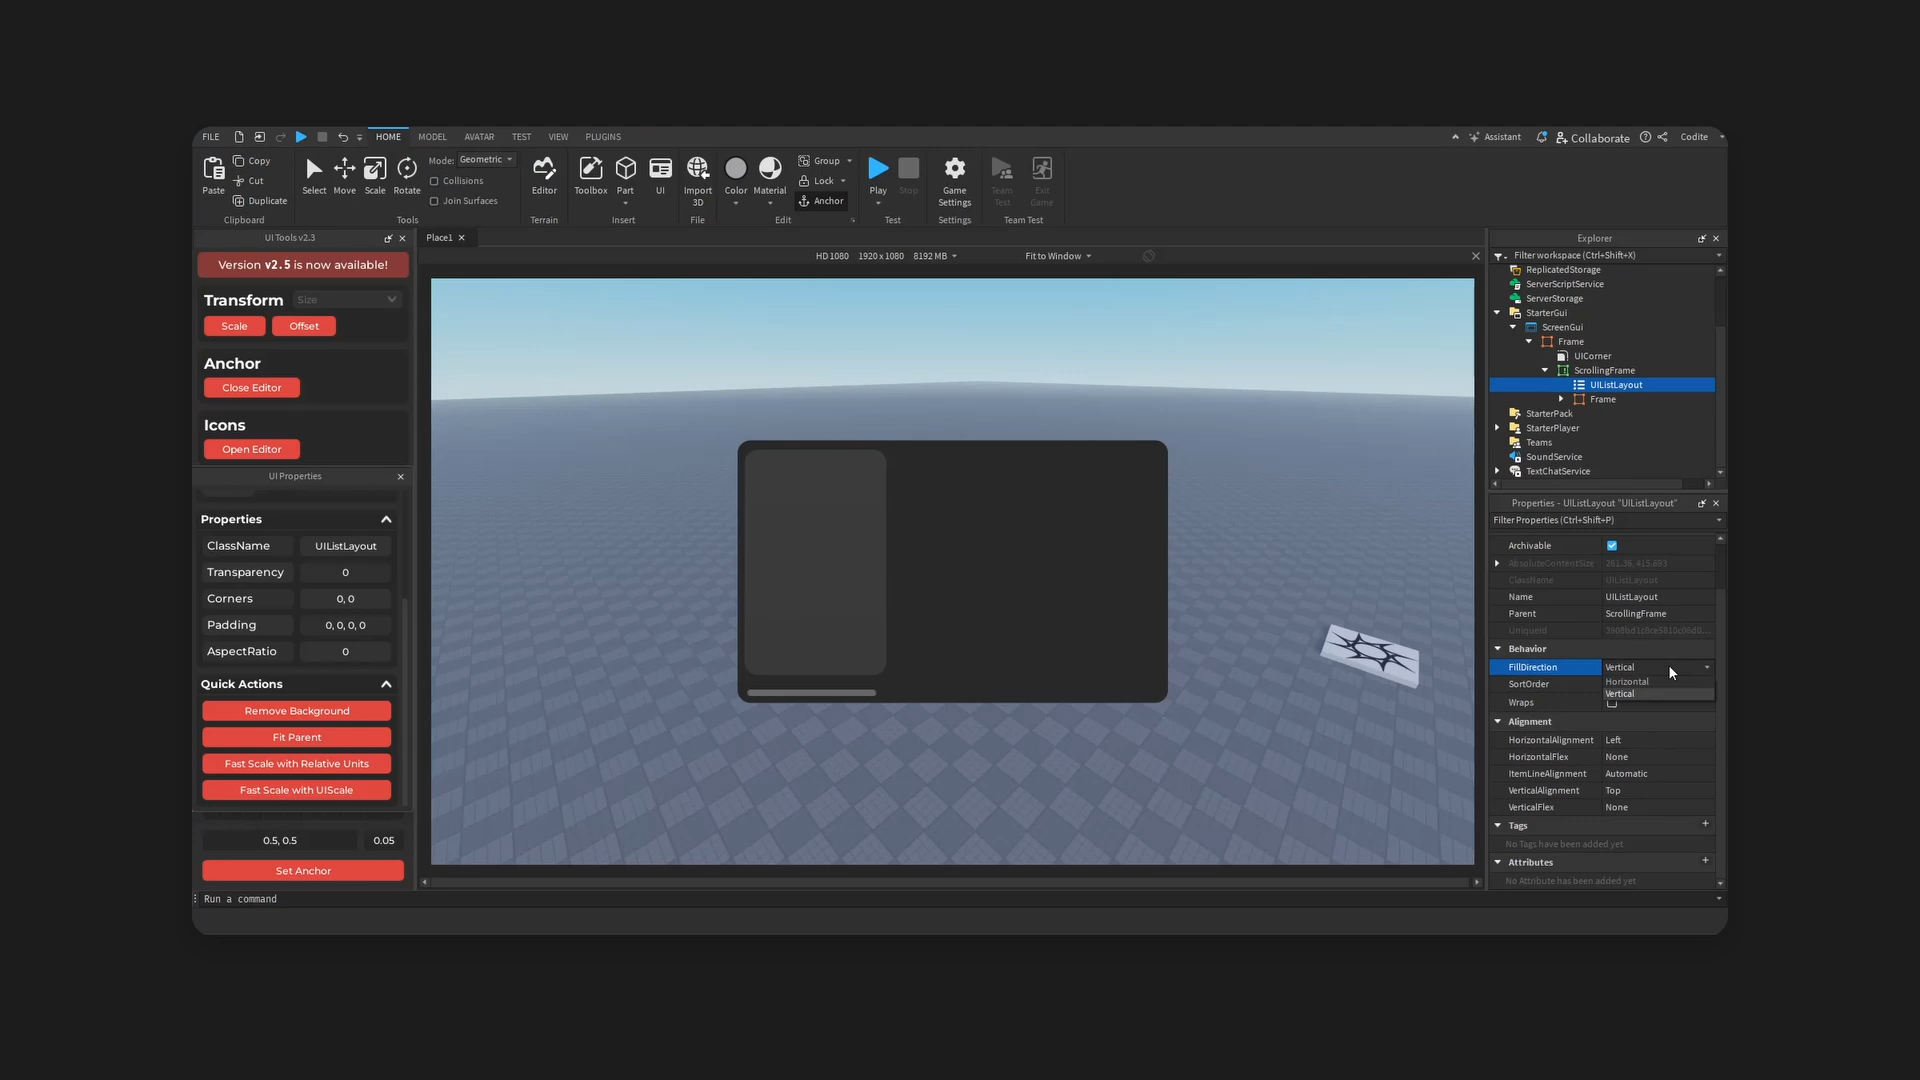 FILE HOME MODEL AVATAR TEST VIEW PLUGINS Assistant Collaborate Codite
Paste Copy Cut Duplicate
Clipboard
Select Move Scale Rotate
Mode: Geometric
Collisions
Join Surfaces
Tools
Editor
Terrain
Toolbox Part UI
Insert
Import 3D
File
Color Material
Group
Lock
Anchor
Edit
Play Stop
Test
Game Settings
Settings
Team Test Exit Game
Team Test
UI Tools v2.3
Version v2.5 is now available!
Transform Size
Scale Offset
Anchor
Close Editor
Icons
Open Editor
UI Properties
Properties
ClassName UIListLayout
Transparency 0
Corners 0, 0
Padding 0, 0, 0, 0
AspectRatio 0
Quick Actions
Remove Background
Fit Parent
Fast Scale with Relative Units
Fast Scale with UIScale
0.5, 0.5 0.05
Set Anchor
Run a command
Place1
HD 1080 1920 x 1080 8192 MB Fit to Window
Explorer
Filter workspace (Ctrl+Shift+X)
ReplicatedStorage
ServerScriptService
ServerStorage
StarterGui
ScreenGui
Frame
UICorner
ScrollingFrame
UIListLayout
Frame
StarterPack
StarterPlayer
Teams
SoundService
TextChatService
Properties - UIListLayout "UIListLayout"
Filter Properties (Ctrl+Shift+P)
Archivable
AbsoluteContentSize 261.36, 415.803
ClassName UIListLayout
Name UIListLayout
Parent ScrollingFrame
UniqueId
Behavior
FillDirection Vertical
Horizontal
SortOrder
Vertical
Wraps
Alignment
HorizontalAlignment Left
HorizontalFlex None
ItemLineAlignment Automatic
VerticalAlignment Top
VerticalFlex None
Tags
No Tags have been added yet
Attributes
No Attribute has been added yet